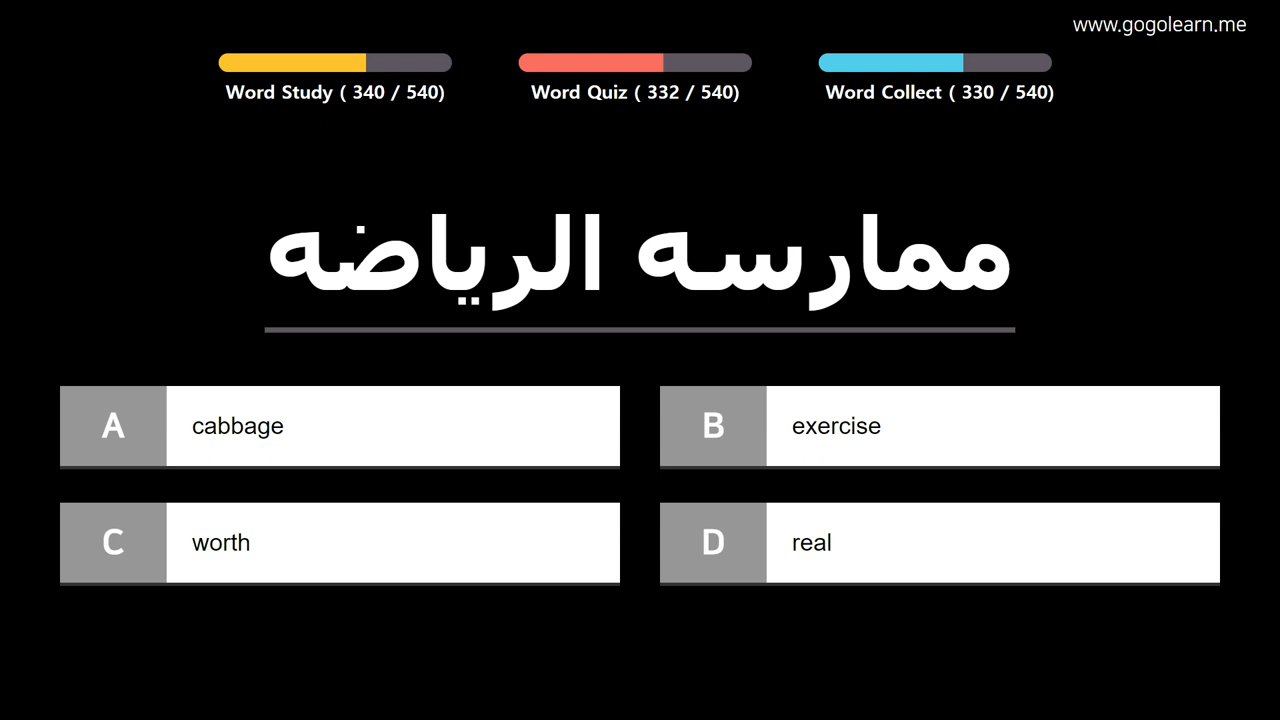 www.gogolearn.me
Word Study ( 340 / 540)
Word Quiz ( 332 / 540)
Word Collect ( 330 / 540)
ممارسه الرياضه
A
cabbage
B
exercise
C
worth
D
real